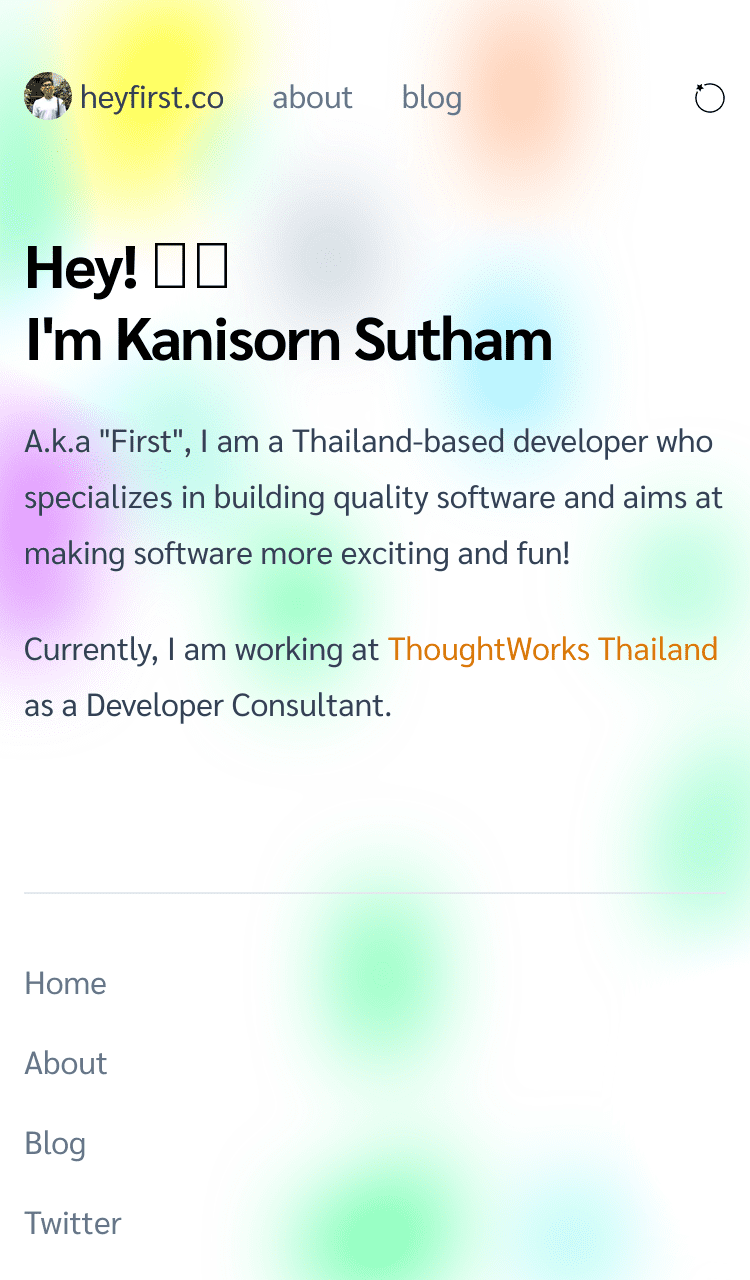 heyfirst.co about blog
Hey!
I'm Kanisorn Sutham
A.k.a "First", I am a Thailand-based developer who
specializes in building quality software and aims at
making software more exciting and fun!
Currently, I am working at ThoughtWorks Thailand
as a Developer Consultant.
Home
About
Blog
Twitter